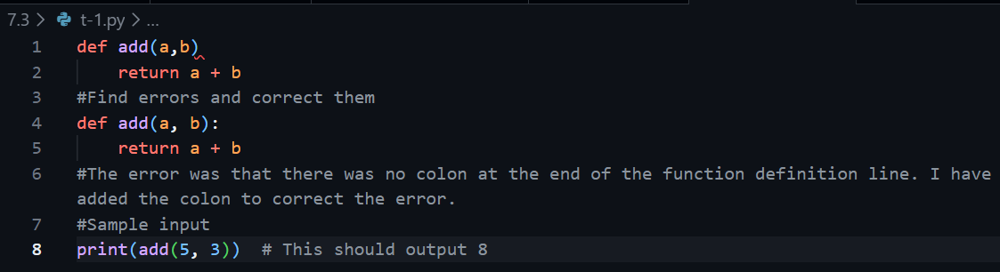 7.3 > t-1.py > ...
1 def add(a,b)
2     return a + b
3 #Find errors and correct them
4 def add(a, b):
5     return a + b
6 #The error was that there was no colon at the end of the function definition line. I have
added the colon to correct the error.
7 #Sample input
8 print(add(5, 3))  # This should output 8